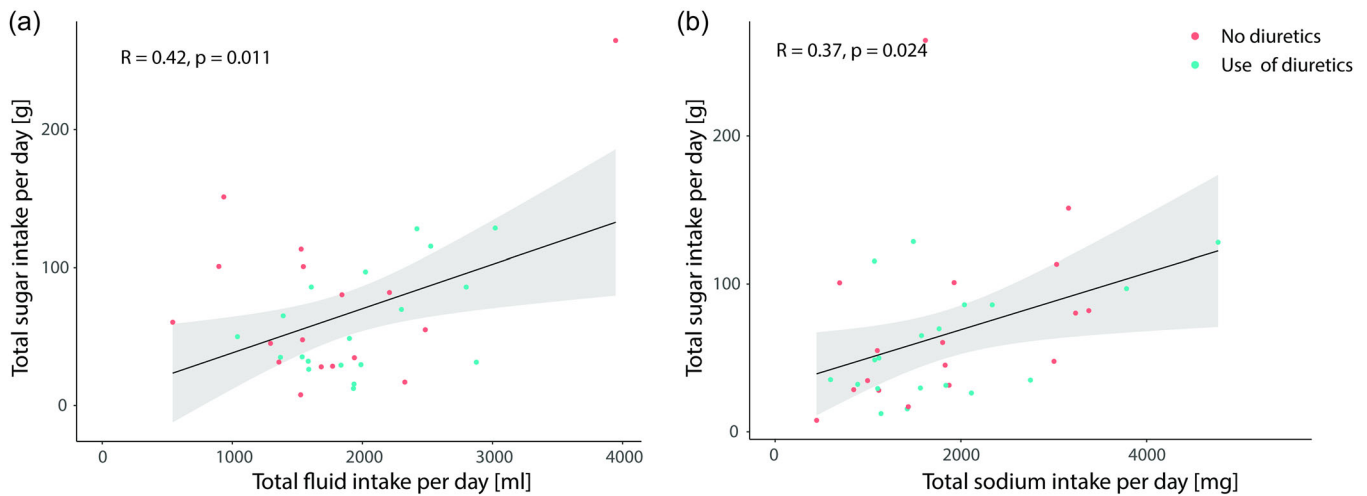 (a)
R = 0.42, p = 0.011
Total sugar intake per day [g]
200
100
0
0 1000 2000 3000 4000
Total fluid intake per day [ml]
(b)
R = 0.37, p = 0.024
No diuretics
Use of diuretics
Total sugar intake per day [g]
200
100
0
0 2000 4000
Total sodium intake per day [mg]